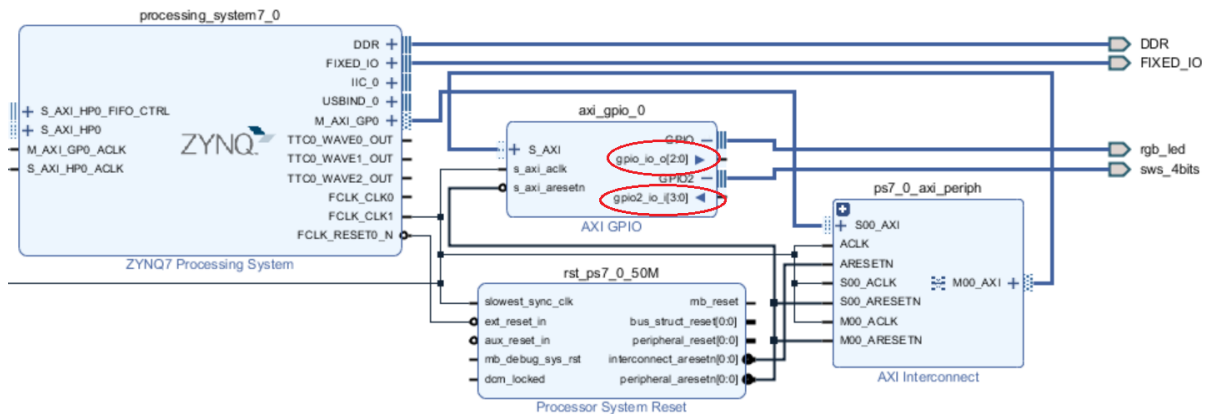 processing_system7_0
DDR
FIXED_IO
IIC_0
USBIND_0
M_AXI_GP0
TTC0_WAVE0_OUT
TTC0_WAVE1_OUT
TTC0_WAVE2_OUT
FCLK_CLK0
FCLK_CLK1
FCLK_RESET0_N
S_AXI_HP0_FIFO_CTRL
S_AXI_HP0
M_AXI_GP0_ACLK
S_AXI_HP0_ACLK
ZYNQ
ZYNQ7 Processing System
axi_gpio_0
S_AXI
s_axi_aclk
s_axi_aresetn
GPIO
gpio_io_o[2:0]
GPIO2
gpio2_io_i[3:0]
AXI GPIO
DDR
FIXED_IO
rgb_led
sws_4bits
rst_ps7_0_50M
slowest_sync_clk
ext_reset_in
aux_reset_in
mb_debug_sys_rst
dcm_locked
mb_reset
bus_struct_reset[0:0]
peripheral_reset[0:0]
interconnect_aresetn[0:0]
peripheral_aresetn[0:0]
Processor System Reset
ps7_0_axi_periph
S00_AXI
ACLK
ARESETN
S00_ACLK
S00_ARESETN
M00_ACLK
M00_ARESETN
M00_AXI
AXI Interconnect